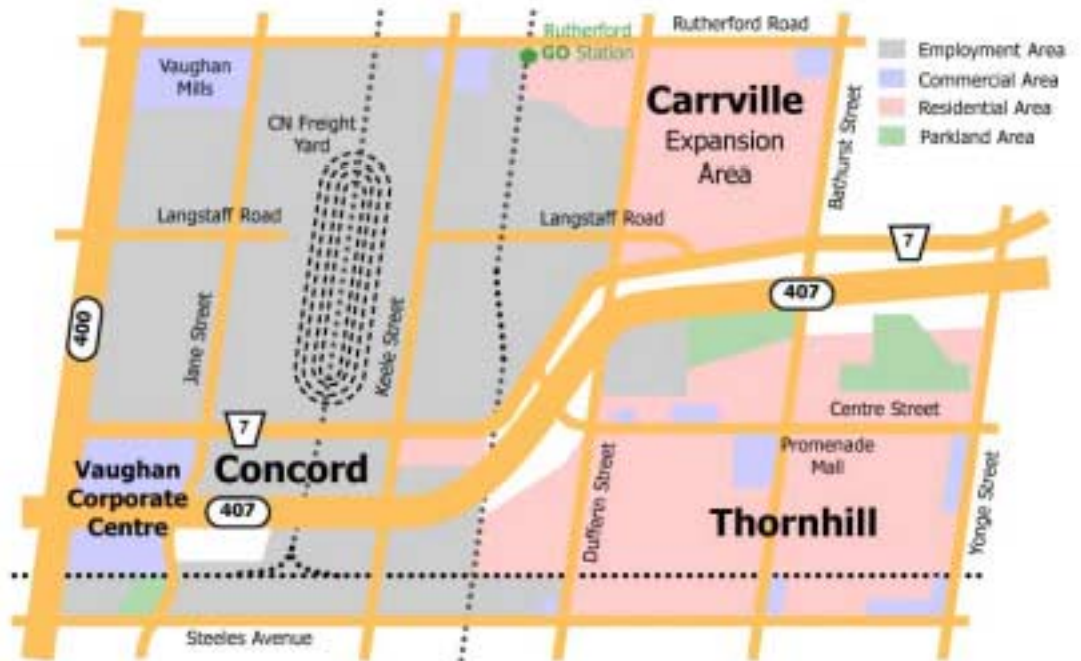 Rutherford Road
Rutherford
GO Station
Employment Area
Commercial Area
Residential Area
Parkland Area
Vaughan
Mills
CN Freight
Yard
Carrville
Expansion
Area
Bathurst Street
Langstaff Road
Langstaff Road
7
407
400
Jane Street
Keele Street
7
Centre Street
Promenade
Mall
Vaughan
Corporate
Centre
Concord
407
Dufferin Street
Thornhill
Yonge Street
Steeles Avenue